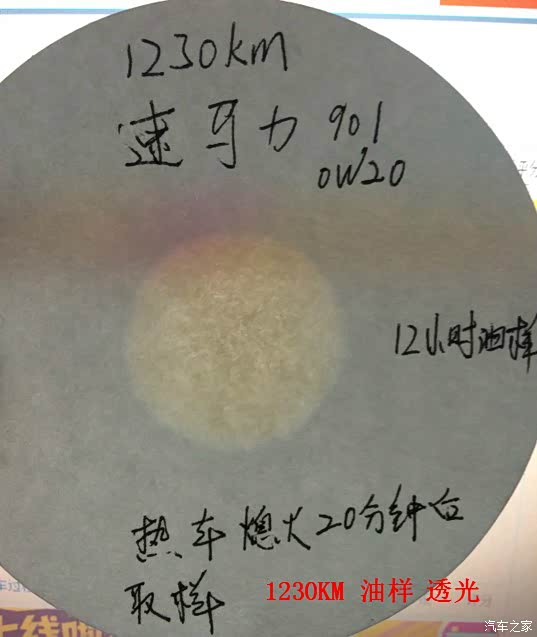 1230km
速马力 901
0W20
12小时油样
热车熄火20分钟后
取样
1230KM 油样 透光
汽车之家